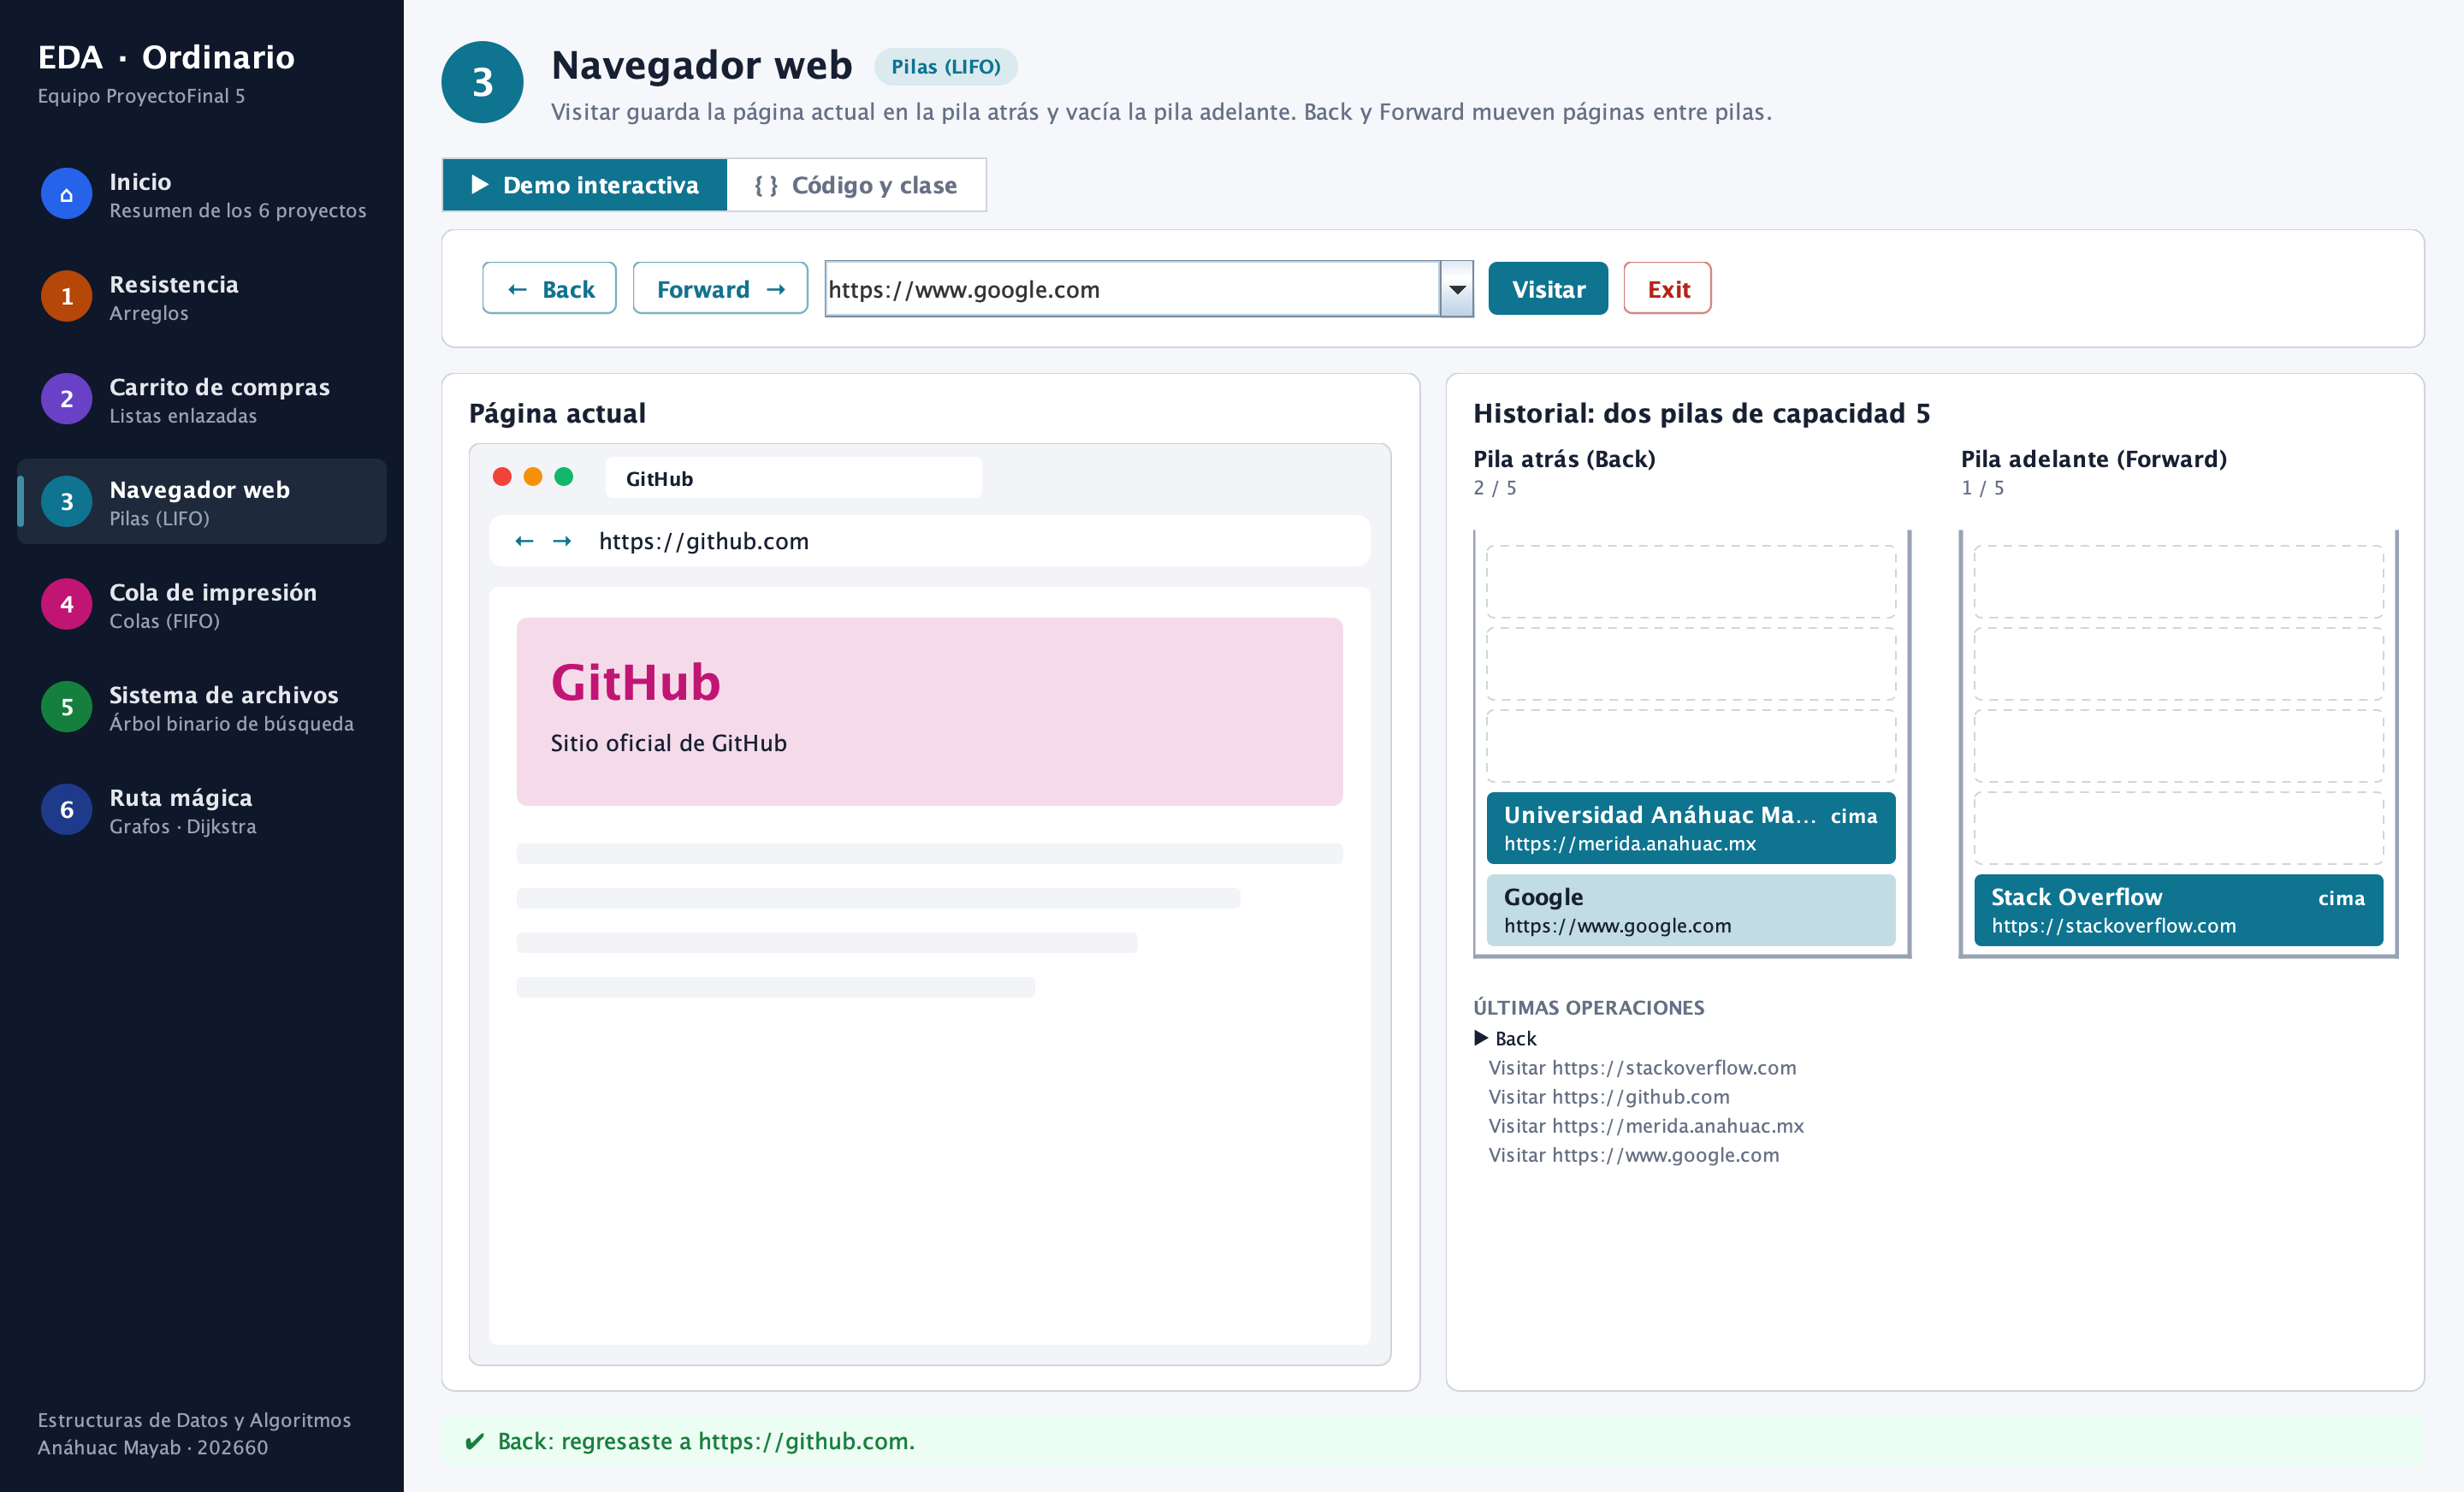 EDA · Ordinario
Equipo ProyectoFinal 5
Inicio
Resumen de los 6 proyectos
1
Resistencia
Arreglos
2
Carrito de compras
Listas enlazadas
3
Navegador web
Pilas (LIFO)
4
Cola de impresión
Colas (FIFO)
5
Sistema de archivos
Árbol binario de búsqueda
6
Ruta mágica
Grafos · Dijkstra
Estructuras de Datos y Algoritmos
Anáhuac Mayab · 202660
3
Navegador web
Pilas (LIFO)
Visitar guarda la página actual en la pila atrás y vacía la pila adelante. Back y Forward mueven páginas entre pilas.
▶ Demo interactiva
{ } Código y clase
← Back
Forward →
https://www.google.com
Visitar
Exit
Página actual
GitHub
← → https://github.com
GitHub
Sitio oficial de GitHub
Historial: dos pilas de capacidad 5
Pila atrás (Back)
2 / 5
Universidad Anáhuac Ma... cima
https://merida.anahuac.mx
Google
https://www.google.com
Pila adelante (Forward)
1 / 5
Stack Overflow cima
https://stackoverflow.com
ÚLTIMAS OPERACIONES
▶ Back
Visitar https://stackoverflow.com
Visitar https://github.com
Visitar https://merida.anahuac.mx
Visitar https://www.google.com
✔ Back: regresaste a https://github.com.